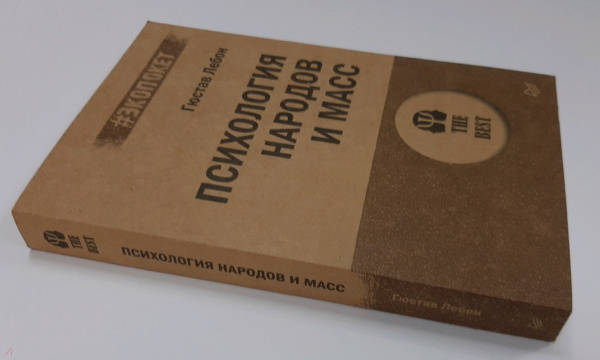 #ЭКОПОКЕТ
Гюстав Лебон
ПСИХОЛОГИЯ
НАРОДОВ
И МАСС
THE
BEST
THE
BEST
ПСИХОЛОГИЯ НАРОДОВ И МАСС
Гюстав Лебон